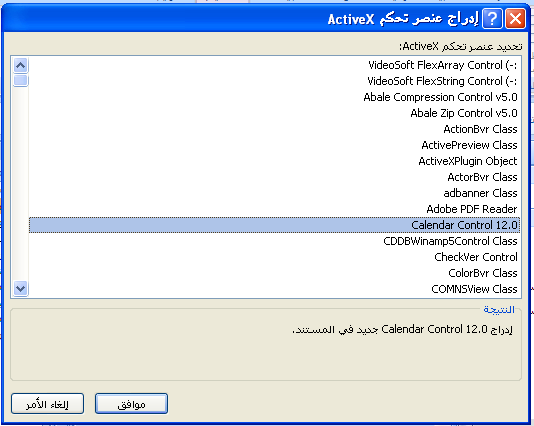 إدراج عنصر تحكم ActiveX
تحديد عنصر تحكم ActiveX:
VideoSoft FlexArray Control (-:
VideoSoft FlexString Control (-:
Abale Compression Control v5.0
Abale Zip Control v5.0
ActionBvr Class
ActivePreview Class
ActiveXPlugin Object
ActorBvr Class
adbanner Class
Adobe PDF Reader
Calendar Control 12.0
CDDBWinamp5Control Class
CheckVer Control
ColorBvr Class
COMNSView Class
النتيجة
إدراج Calendar Control 12.0 جديد في المستند.
موافق
إلغاء الأمر